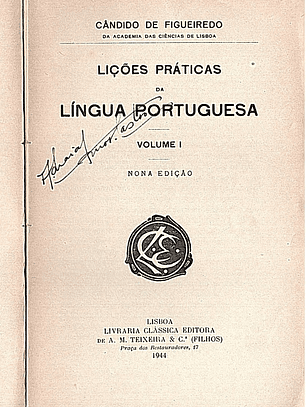 CÂNDIDO DE FIGUEIREDO
DA ACADEMIA DAS CIÊNCIAS DE LISBOA
LIÇÕES PRÁTICAS
DA
LÍNGUA PORTUGUESA
VOLUME I
NONA EDIÇÃO
LISBOA
LIVRARIA CLÁSSICA EDITORA
DE A. M. TEIXEIRA & C.ª (FILHOS)
Praça dos Restauradores, 17
1944